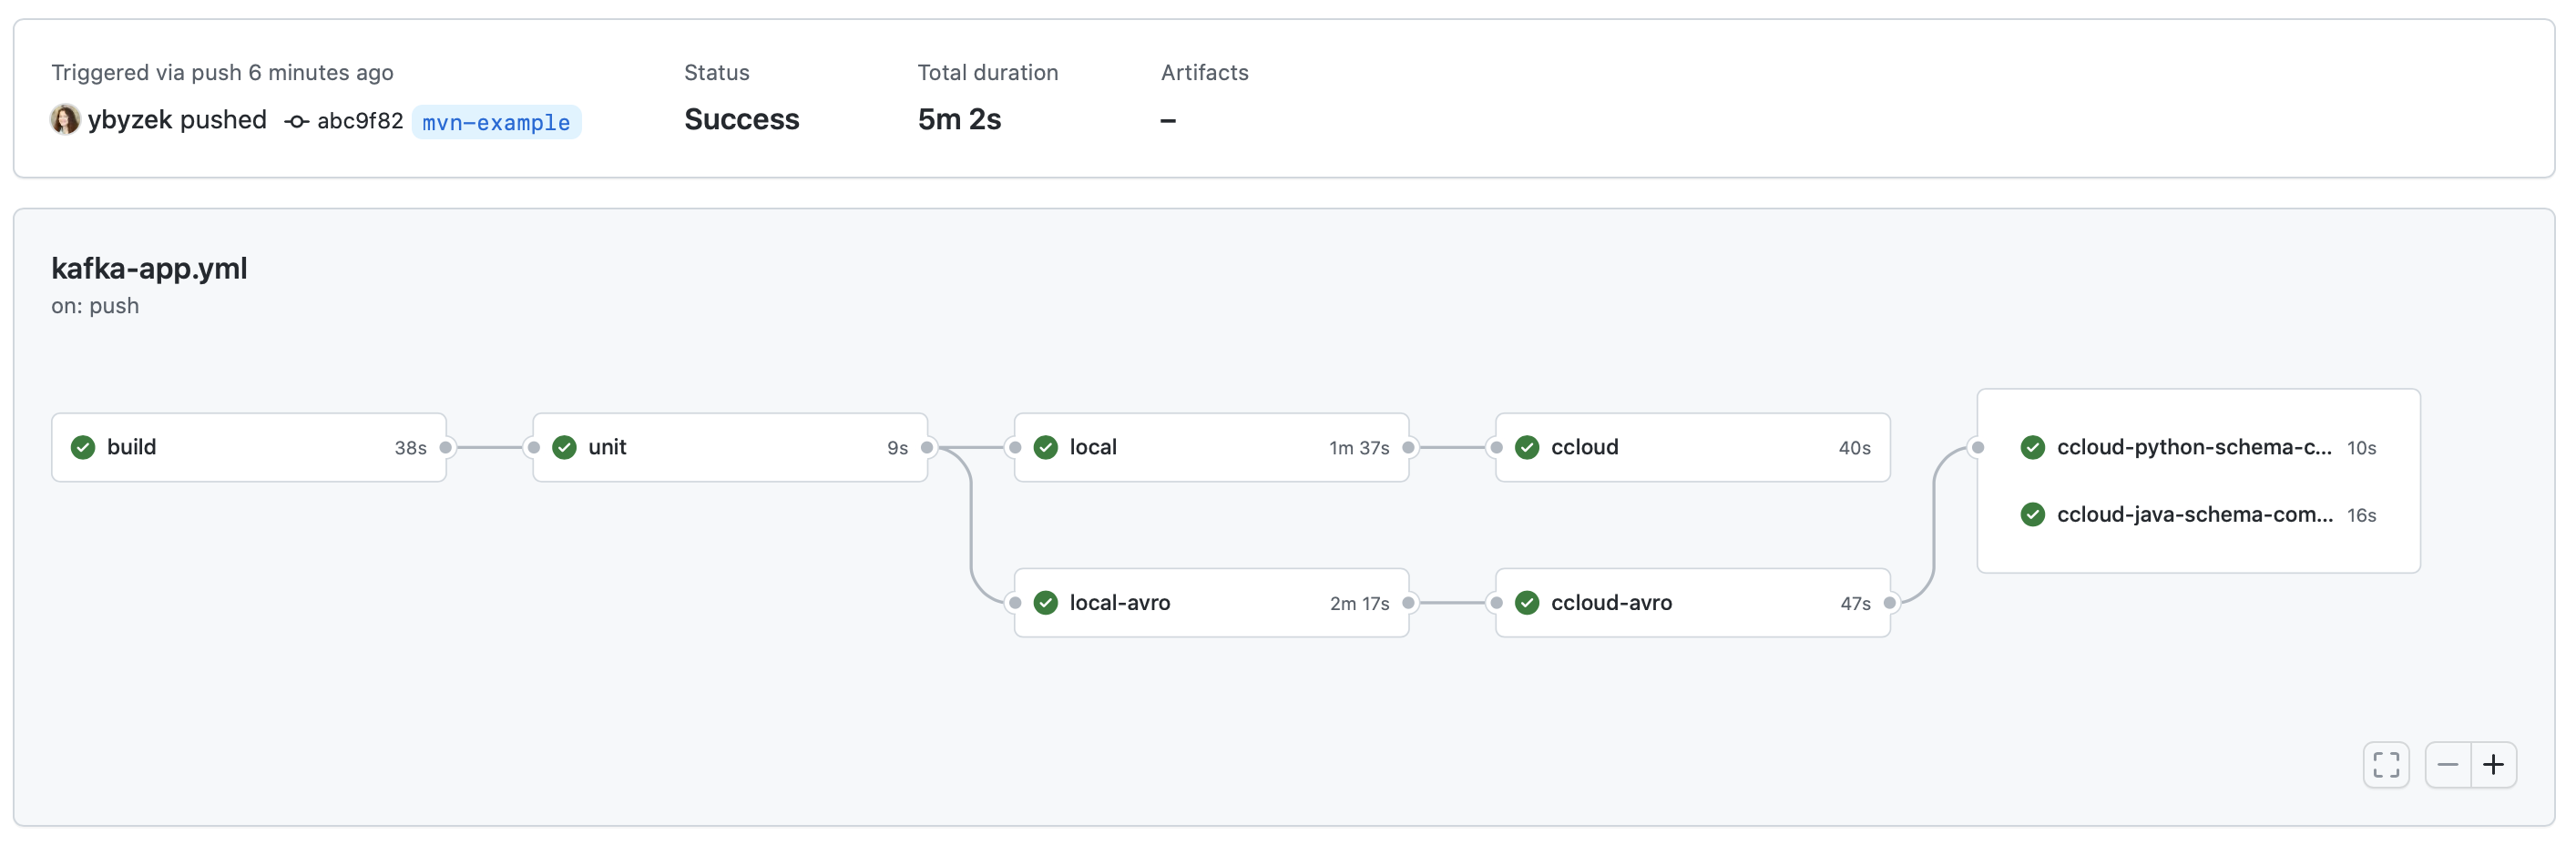 Triggered via push 6 minutes ago
ybyzek pushed abc9f82 mvn-example
Status
Success
Total duration
5m 2s
Artifacts
–
kafka-app.yml
on: push
build 38s
unit 9s
local 1m 37s
ccloud 40s
ccloud-python-schema-c... 10s
ccloud-java-schema-com... 16s
local-avro 2m 17s
ccloud-avro 47s